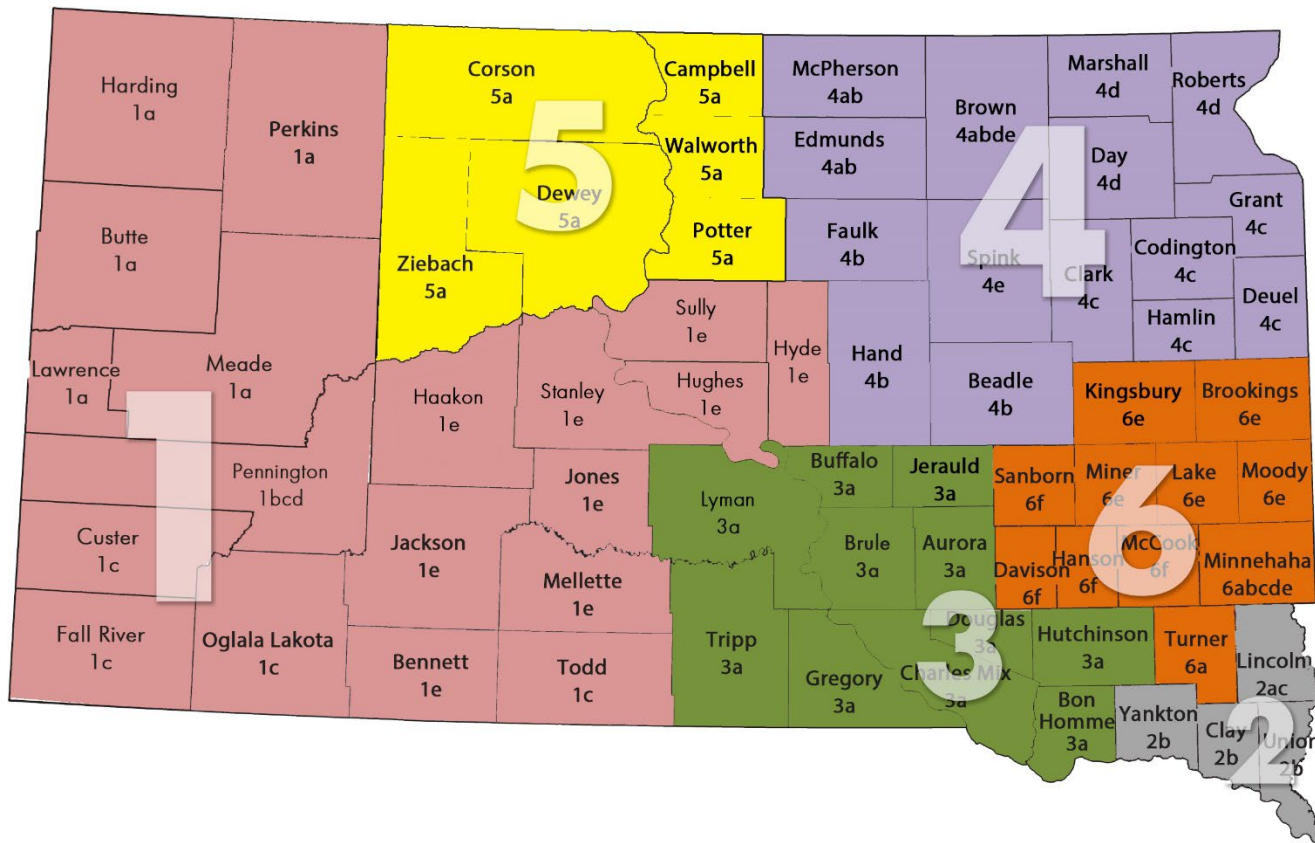 Harding
1a
Perkins
1a
Corson
5a
Campbell
5a
McPherson
4ab
Brown
4abde
Marshall
4d
Roberts
4d
Butte
1a
Ziebach
5a
Dewey
5a
5
Walworth
5a
Edmunds
4ab
Day
4d
4
Grant
4c
Potter
5a
Faulk
4b
Spink
4e
Clark
4c
Codington
4c
Hamlin
4c
Deuel
4c
Lawrence
1a
Meade
1a
Haakon
1e
Stanley
1e
Sully
1e
Hughes
1e
Hyde
1e
Hand
4b
Beadle
4b
Kingsbury
6e
Brookings
6e
1
Pennington
1bcd
Custer
1c
Fall River
1c
Oglala Lakota
1c
Jackson
1e
Jones
1e
Mellette
1e
Bennett
1e
Todd
1c
Lyman
3a
Buffalo
3a
Jerauld
3a
Brule
3a
Aurora
3a
Tripp
3a
Gregory
3a
Charles Mix
3a
Douglas
3a
3
Hutchinson
3a
Bon
Homme
3a
Sanborn
6f
Miner
6e
Lake
6e
Moody
6e
6
Davison
6f
Hanson
6f
McCook
6f
Minnehaha
6abcde
Turner
6a
Lincolm
2ac
Yankton
2b
Clay
2b
Union
2b
2